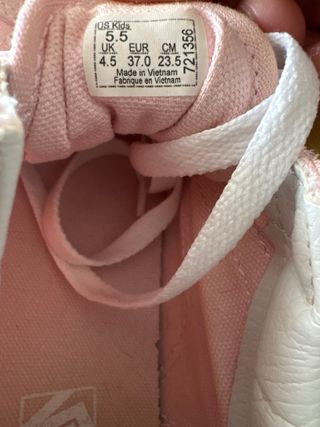 US Kids
5.5
UK EUR CM
4.5 37.0 23.5
Made in Vietnam
Fabriqué en Vietnam
721356